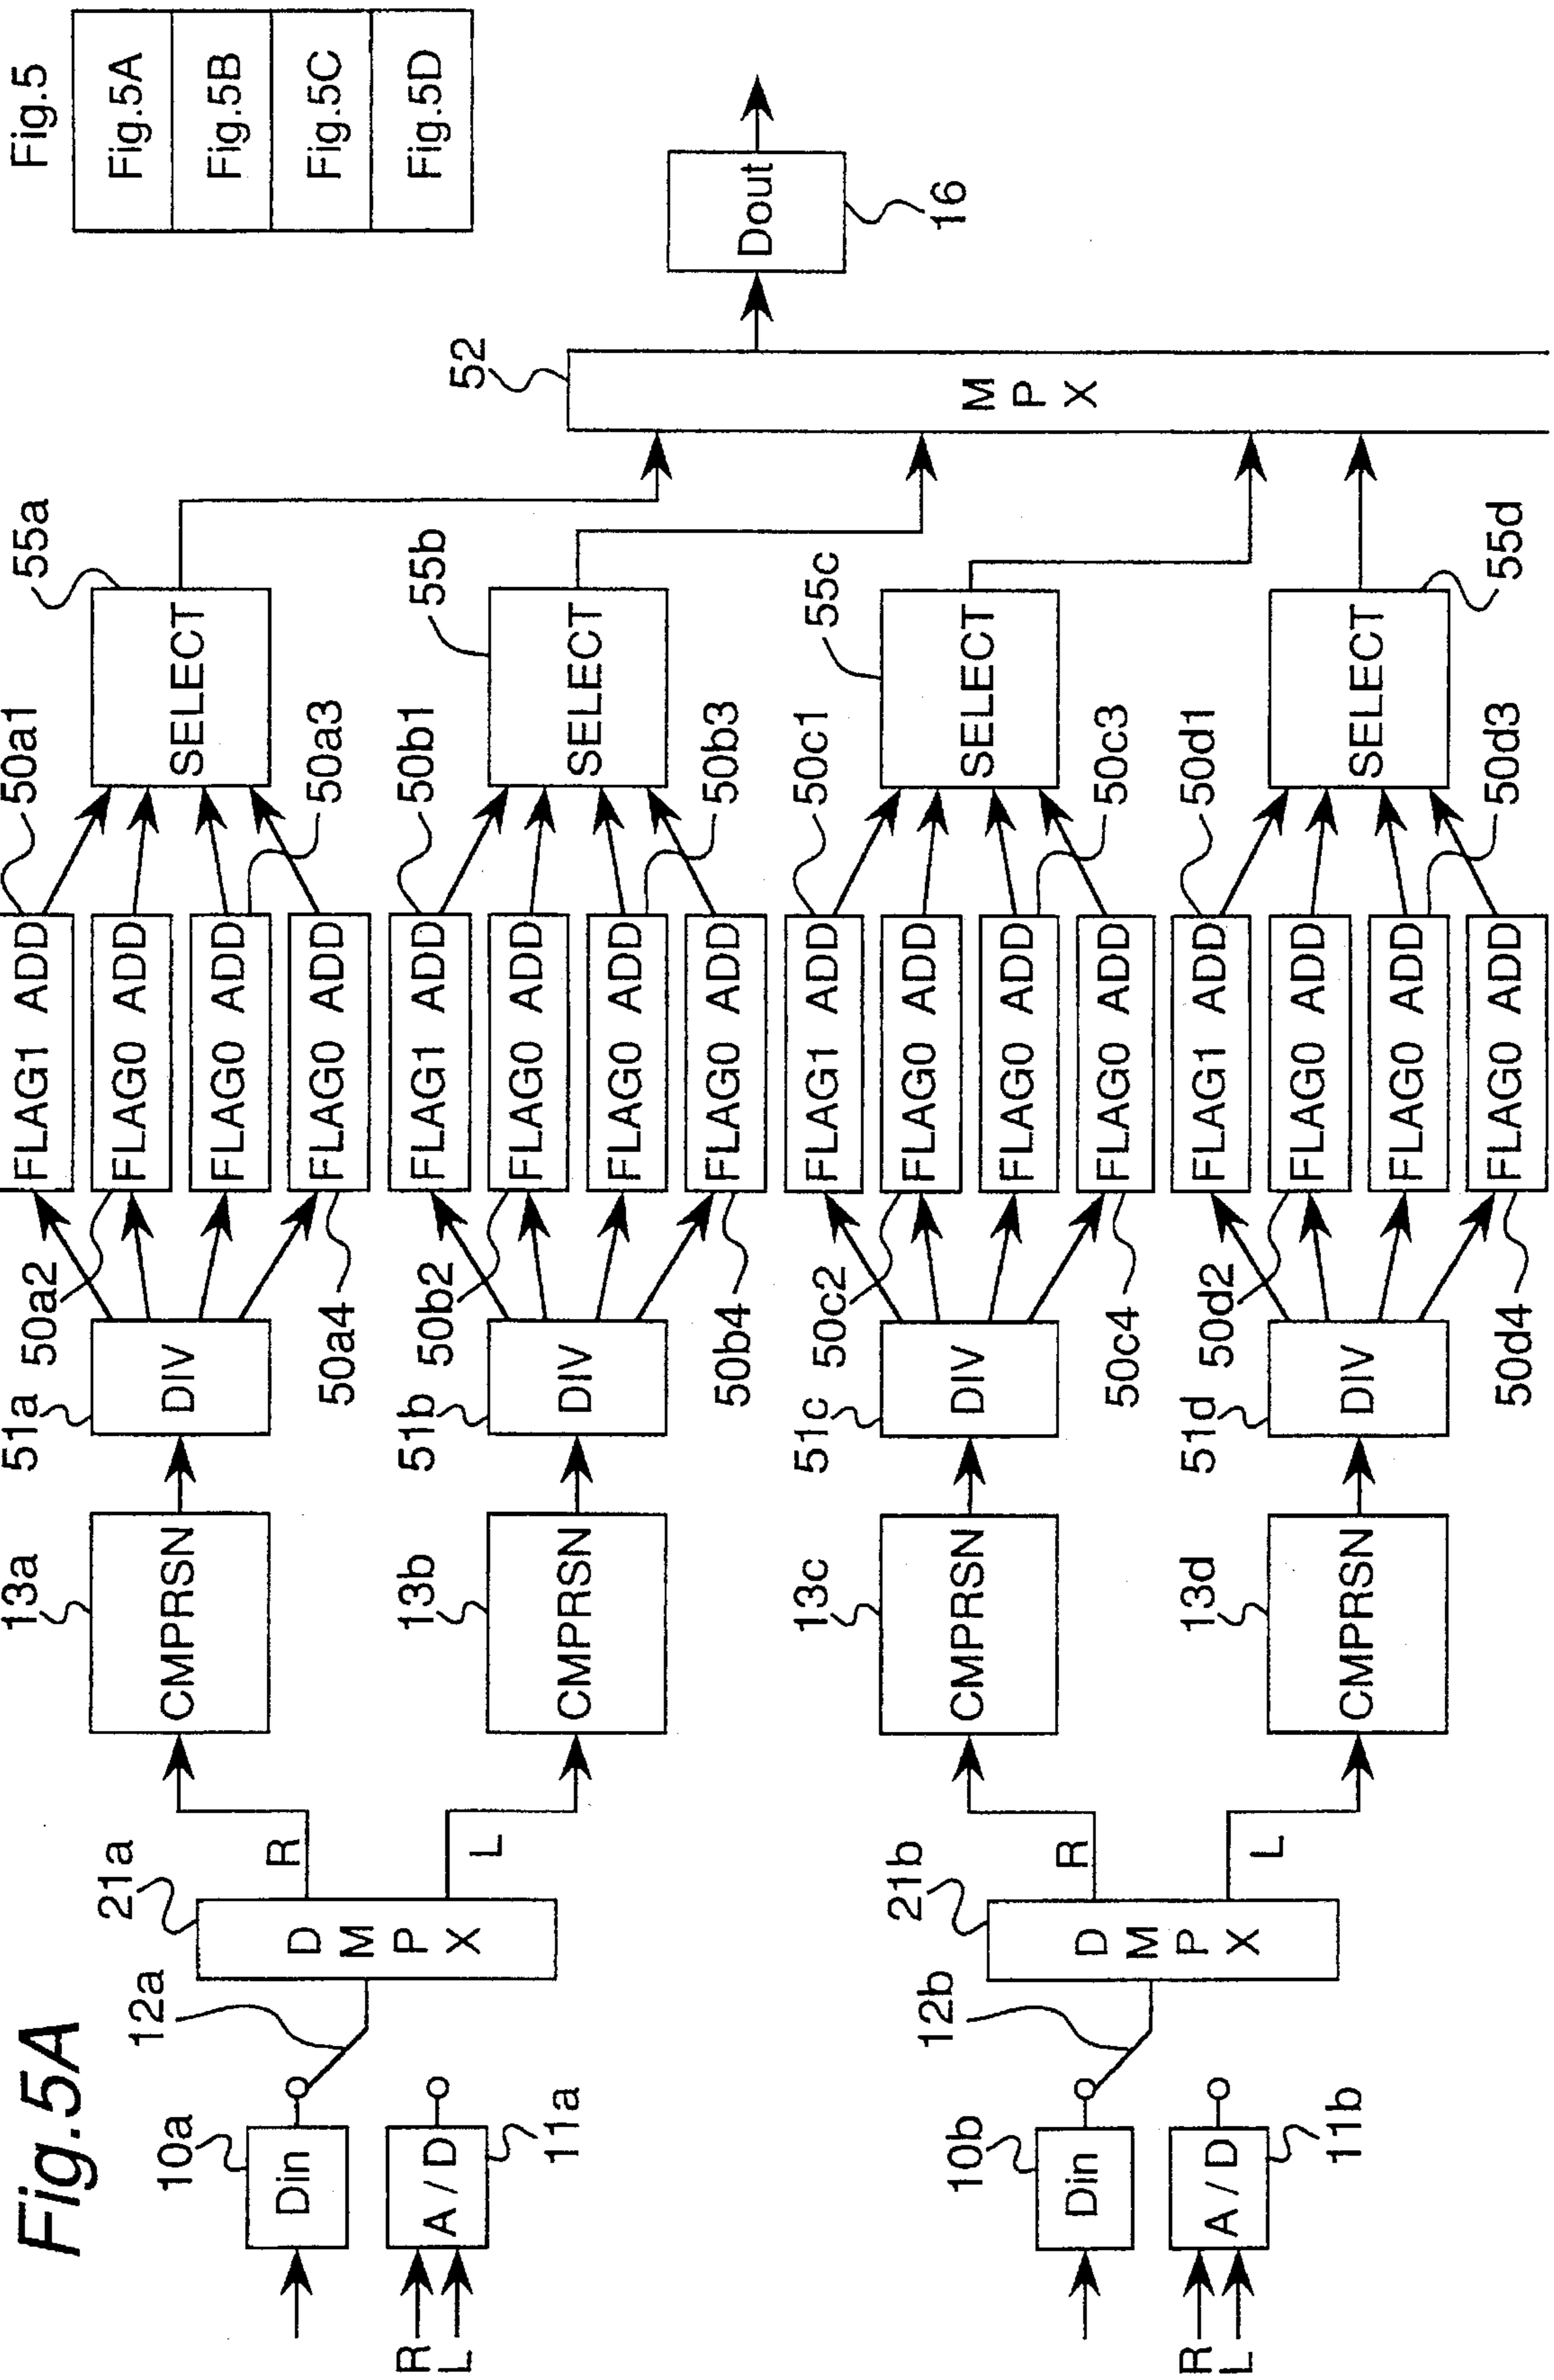 Fig.5A
Fig.5
Fig.5A
Fig.5B
Fig.5C
Fig.5D
10a
Din
R
L
A / D
11a
12a
21a
D
M
P
X
R
L
13a
CMPRSN
13b
CMPRSN
51a
DIV
51b
DIV
50a1
FLAG1 ADD
50a2
FLAG0 ADD
50a3
FLAG0 ADD
50a4
FLAG0 ADD
50b1
FLAG1 ADD
50b2
FLAG0 ADD
50b3
FLAG0 ADD
50b4
FLAG0 ADD
55a
SELECT
55b
SELECT
10b
Din
R
L
A / D
11b
12b
21b
D
M
P
X
R
L
13c
CMPRSN
13d
CMPRSN
51c
DIV
51d
DIV
50c1
FLAG1 ADD
50c2
FLAG0 ADD
50c3
FLAG0 ADD
50c4
FLAG0 ADD
50d1
FLAG1 ADD
50d2
FLAG0 ADD
50d3
FLAG0 ADD
50d4
FLAG0 ADD
55c
SELECT
55d
SELECT
52
M
P
X
Dout
16